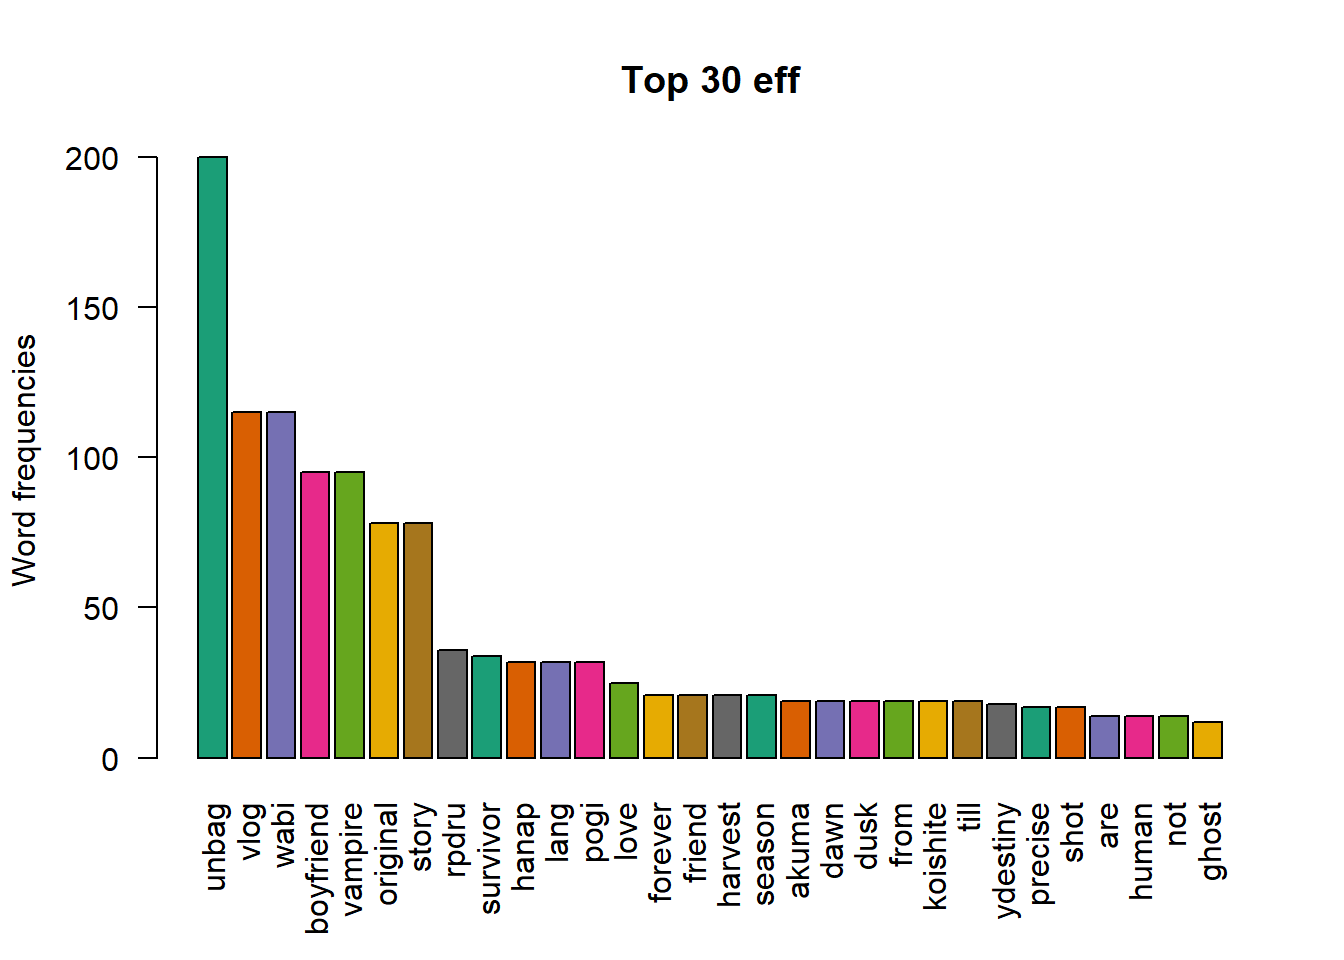 Top 30 eff
Word frequencies
200
150
100
50
0
unbag
vlog
wabi
boyfriend
vampire
original
story
rpdru
survivor
hanap
lang
pogi
love
forever
friend
harvest
season
akuma
dawn
dusk
from
koishite
till
ydestiny
precise
shot
are
human
not
ghost